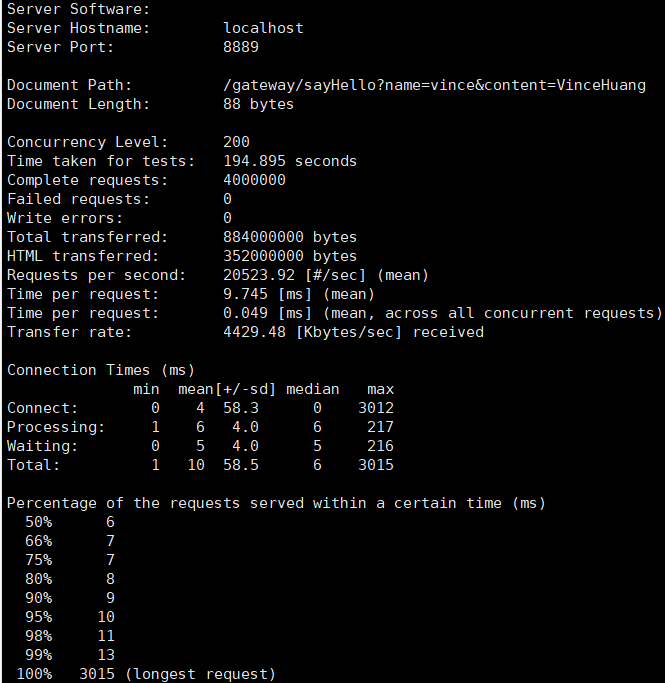 Server Software:
Server Hostname:        localhost
Server Port:            8889
Document Path:          /gateway/sayHello?name=vince&content=VinceHuang
Document Length:        88 bytes
Concurrency Level:      200
Time taken for tests:   194.895 seconds
Complete requests:      4000000
Failed requests:        0
Write errors:           0
Total transferred:      884000000 bytes
HTML transferred:       352000000 bytes
Requests per second:    20523.92 [#/sec] (mean)
Time per request:       9.745 [ms] (mean)
Time per request:       0.049 [ms] (mean, across all concurrent requests)
Transfer rate:          4429.48 [Kbytes/sec] received
Connection Times (ms)
              min  mean[+/-sd] median   max
Connect:        0    4  58.3      0    3012
Processing:     1    6   4.0      6     217
Waiting:        0    5   4.0      5     216
Total:          1   10  58.5      6    3015
Percentage of the requests served within a certain time (ms)
  50%      6
  66%      7
  75%      7
  80%      8
  90%      9
  95%     10
  98%     11
  99%     13
 100%   3015 (longest request)